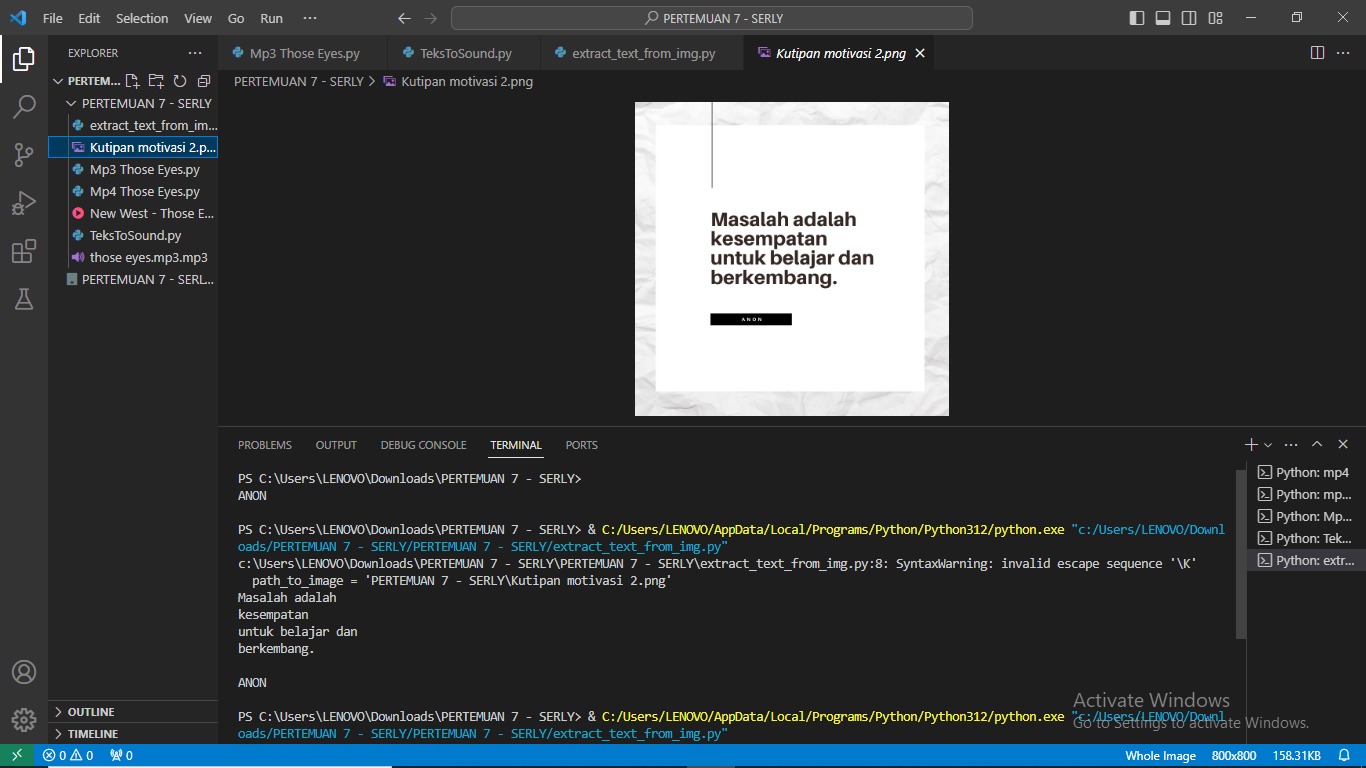 File Edit Selection View Go Run ···
PERTEMUAN 7 - SERLY
EXPLORER
PERTEM...
PERTEMUAN 7 - SERLY
extract_text_from_im...
Kutipan motivasi 2.p...
Mp3 Those Eyes.py
Mp4 Those Eyes.py
New West - Those E...
TeksToSound.py
those eyes.mp3.mp3
PERTEMUAN 7 - SERL...
OUTLINE
TIMELINE
Mp3 Those Eyes.py TeksToSound.py extract_text_from_img.py Kutipan motivasi 2.png
PERTEMUAN 7 - SERLY > Kutipan motivasi 2.png
Masalah adalah
kesempatan
untuk belajar dan
berkembang.
ANON
PROBLEMS OUTPUT DEBUG CONSOLE TERMINAL PORTS
PS C:\Users\LENOVO\Downloads\PERTEMUAN 7 - SERLY>
ANON
PS C:\Users\LENOVO\Downloads\PERTEMUAN 7 - SERLY> & C:/Users/LENOVO/AppData/Local/Programs/Python/Python312/python.exe "c:/Users/LENOVO/Downl
oads/PERTEMUAN 7 - SERLY/PERTEMUAN 7 - SERLY/extract_text_from_img.py"
c:\Users\LENOVO\Downloads\PERTEMUAN 7 - SERLY\PERTEMUAN 7 - SERLY\extract_text_from_img.py:8: SyntaxWarning: invalid escape sequence '\K'
path_to_image = 'PERTEMUAN 7 - SERLY\Kutipan motivasi 2.png'
Masalah adalah
kesempatan
untuk belajar dan
berkembang.
ANON
PS C:\Users\LENOVO\Downloads\PERTEMUAN 7 - SERLY> & C:/Users/LENOVO/AppData/Local/Programs/Python/Python312/python.exe "c:/Users/LENOVO/Downl
oads/PERTEMUAN 7 - SERLY/PERTEMUAN 7 - SERLY/extract_text_from_img.py"
Python: mp4
Python: mp...
Python: Mp...
Python: Tek...
Python: extr...
Activate Windows
Go to Settings to activate Windows.
0 0 0 Whole Image 800x800 158.31KB